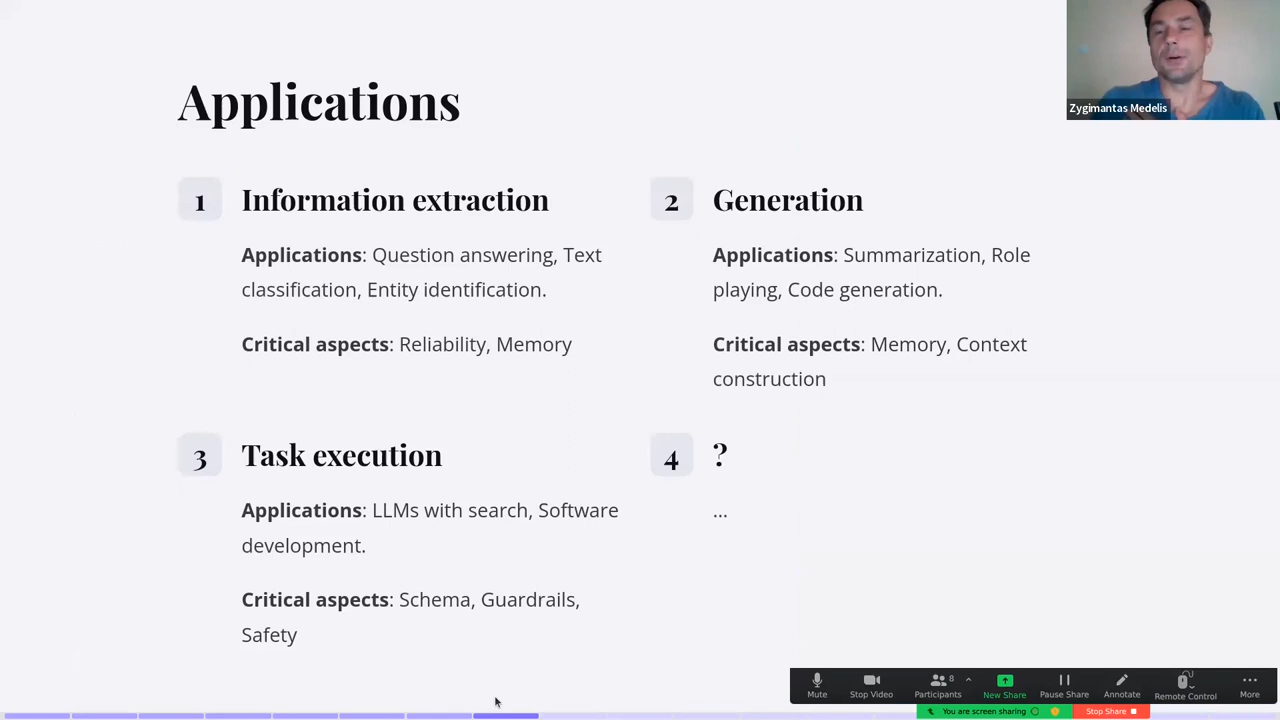 Applications
Zygimantas Medelis
1 Information extraction
Applications: Question answering, Text
classification, Entity identification.
Critical aspects: Reliability, Memory
2 Generation
Applications: Summarization, Role
playing, Code generation.
Critical aspects: Memory, Context
construction
3 Task execution
Applications: LLMs with search, Software
development.
Critical aspects: Schema, Guardrails,
Safety
4 ?
...
Mute
Stop Video
Participants 8
New Share
Pause Share
Annotate
Remote Control
More
You are screen sharing
Stop Share